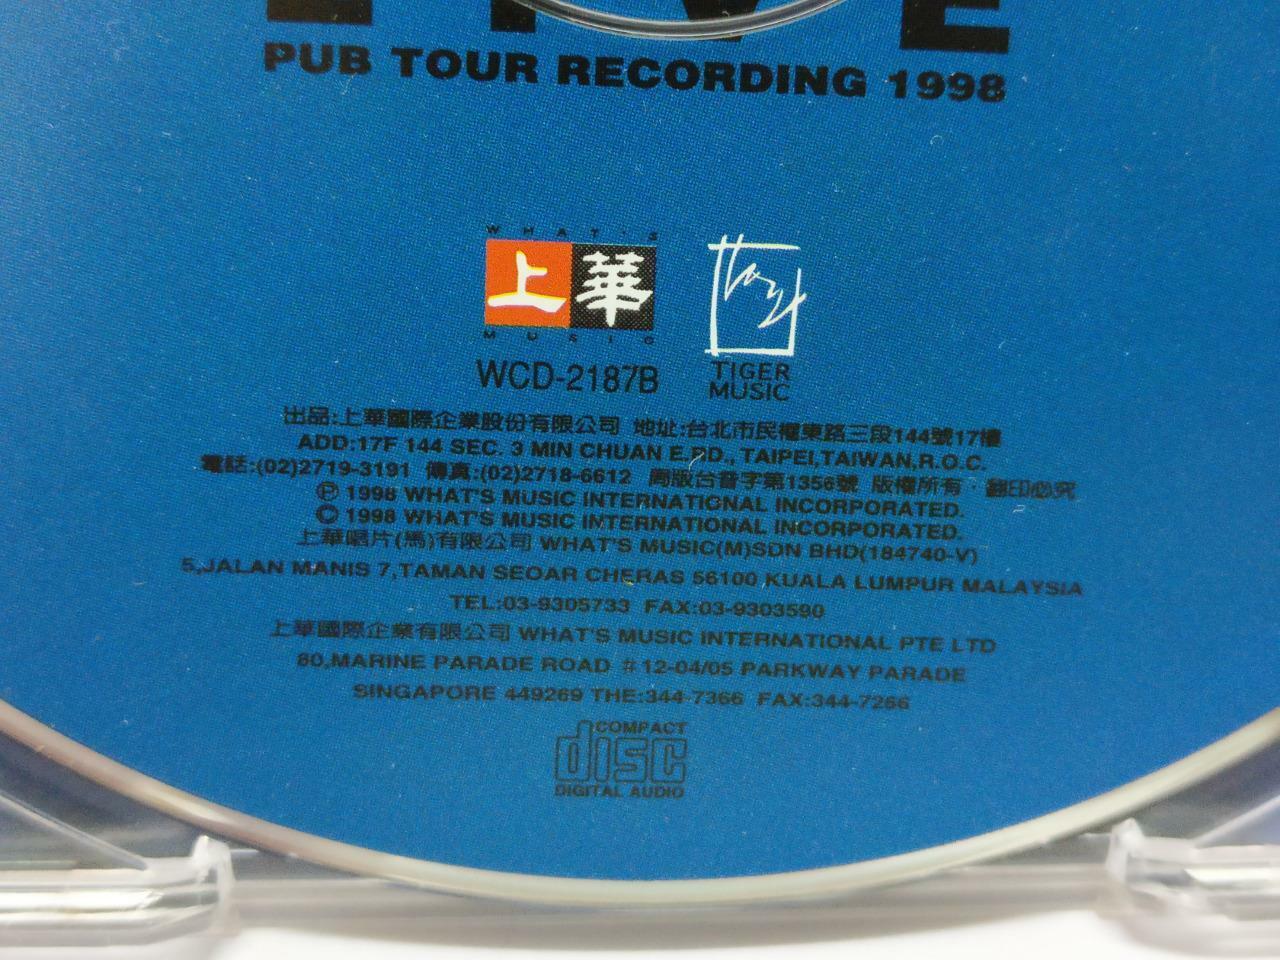 LIVE
PUB TOUR RECORDING 1998
WHAT'S
上華
MUSIC
WCD-2187B
TIGER
MUSIC
出品:上華國際企業股份有限公司 地址:台北市民權東路三段144號17樓
ADD:17F 144 SEC. 3 MIN CHUAN E.RD., TAIPEI,TAIWAN,R.O.C.
電話:(02)2719-3191 傳真:(02)2718-6612 局版台音字第1356號 版權所有·翻印必究
Ⓟ 1998 WHAT'S MUSIC INTERNATIONAL INCORPORATED.
© 1998 WHAT'S MUSIC INTERNATIONAL INCORPORATED.
上華唱片(馬)有限公司 WHAT'S MUSIC(M)SDN BHD(184740-V)
5,JALAN MANIS 7,TAMAN SEGAR CHERAS 56100 KUALA LUMPUR MALAYSIA
TEL:03-9305733 FAX:03-9303590
上華國際企業有限公司 WHAT'S MUSIC INTERNATIONAL PTE LTD
80,MARINE PARADE ROAD #12-04/05 PARKWAY PARADE
SINGAPORE 449269 THE:344-7366 FAX:344-7266
COMPACT
disc
DIGITAL AUDIO